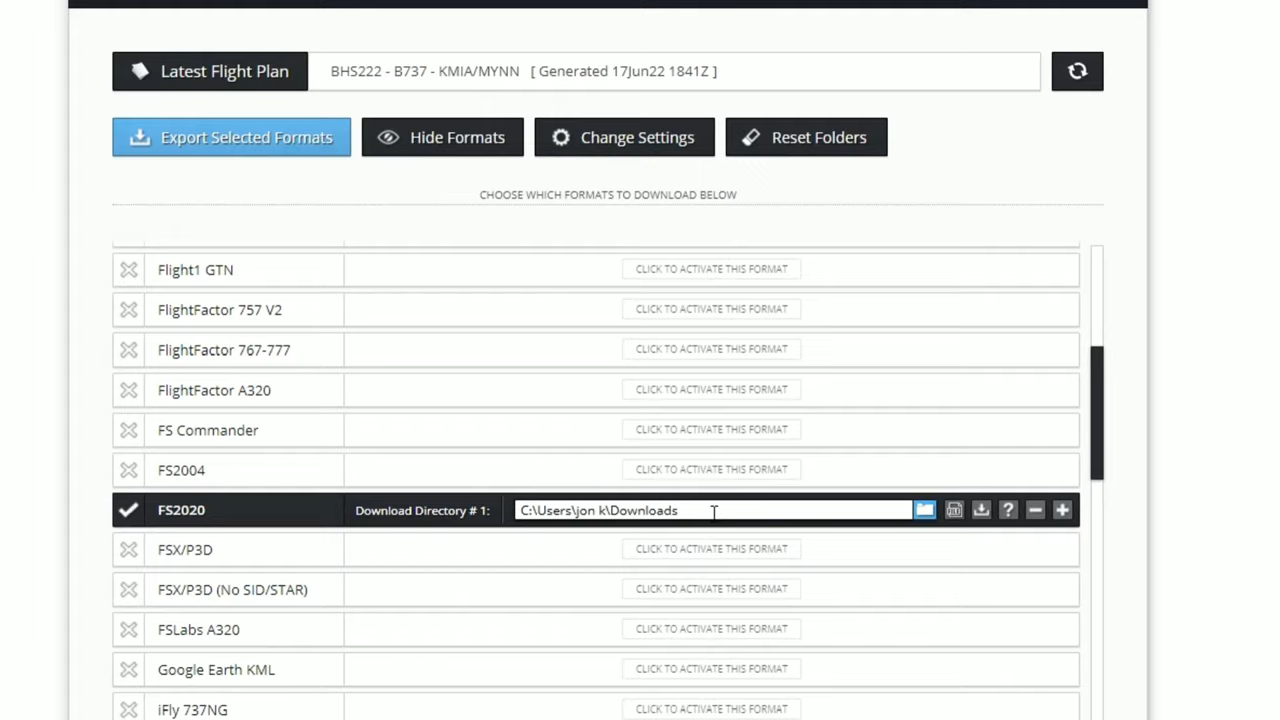 Latest Flight Plan BHS222 - B737 - KMIA/MYNN [ Generated 17Jun22 1841Z ]
Export Selected Formats Hide Formats Change Settings Reset Folders
CHOOSE WHICH FORMATS TO DOWNLOAD BELOW
Flight1 GTN CLICK TO ACTIVATE THIS FORMAT
FlightFactor 757 V2 CLICK TO ACTIVATE THIS FORMAT
FlightFactor 767-777 CLICK TO ACTIVATE THIS FORMAT
FlightFactor A320 CLICK TO ACTIVATE THIS FORMAT
FS Commander CLICK TO ACTIVATE THIS FORMAT
FS2004 CLICK TO ACTIVATE THIS FORMAT
FS2020 Download Directory # 1: C:\Users\jon k\Downloads
FSX/P3D CLICK TO ACTIVATE THIS FORMAT
FSX/P3D (No SID/STAR) CLICK TO ACTIVATE THIS FORMAT
FSLabs A320 CLICK TO ACTIVATE THIS FORMAT
Google Earth KML CLICK TO ACTIVATE THIS FORMAT
iFly 737NG CLICK TO ACTIVATE THIS FORMAT